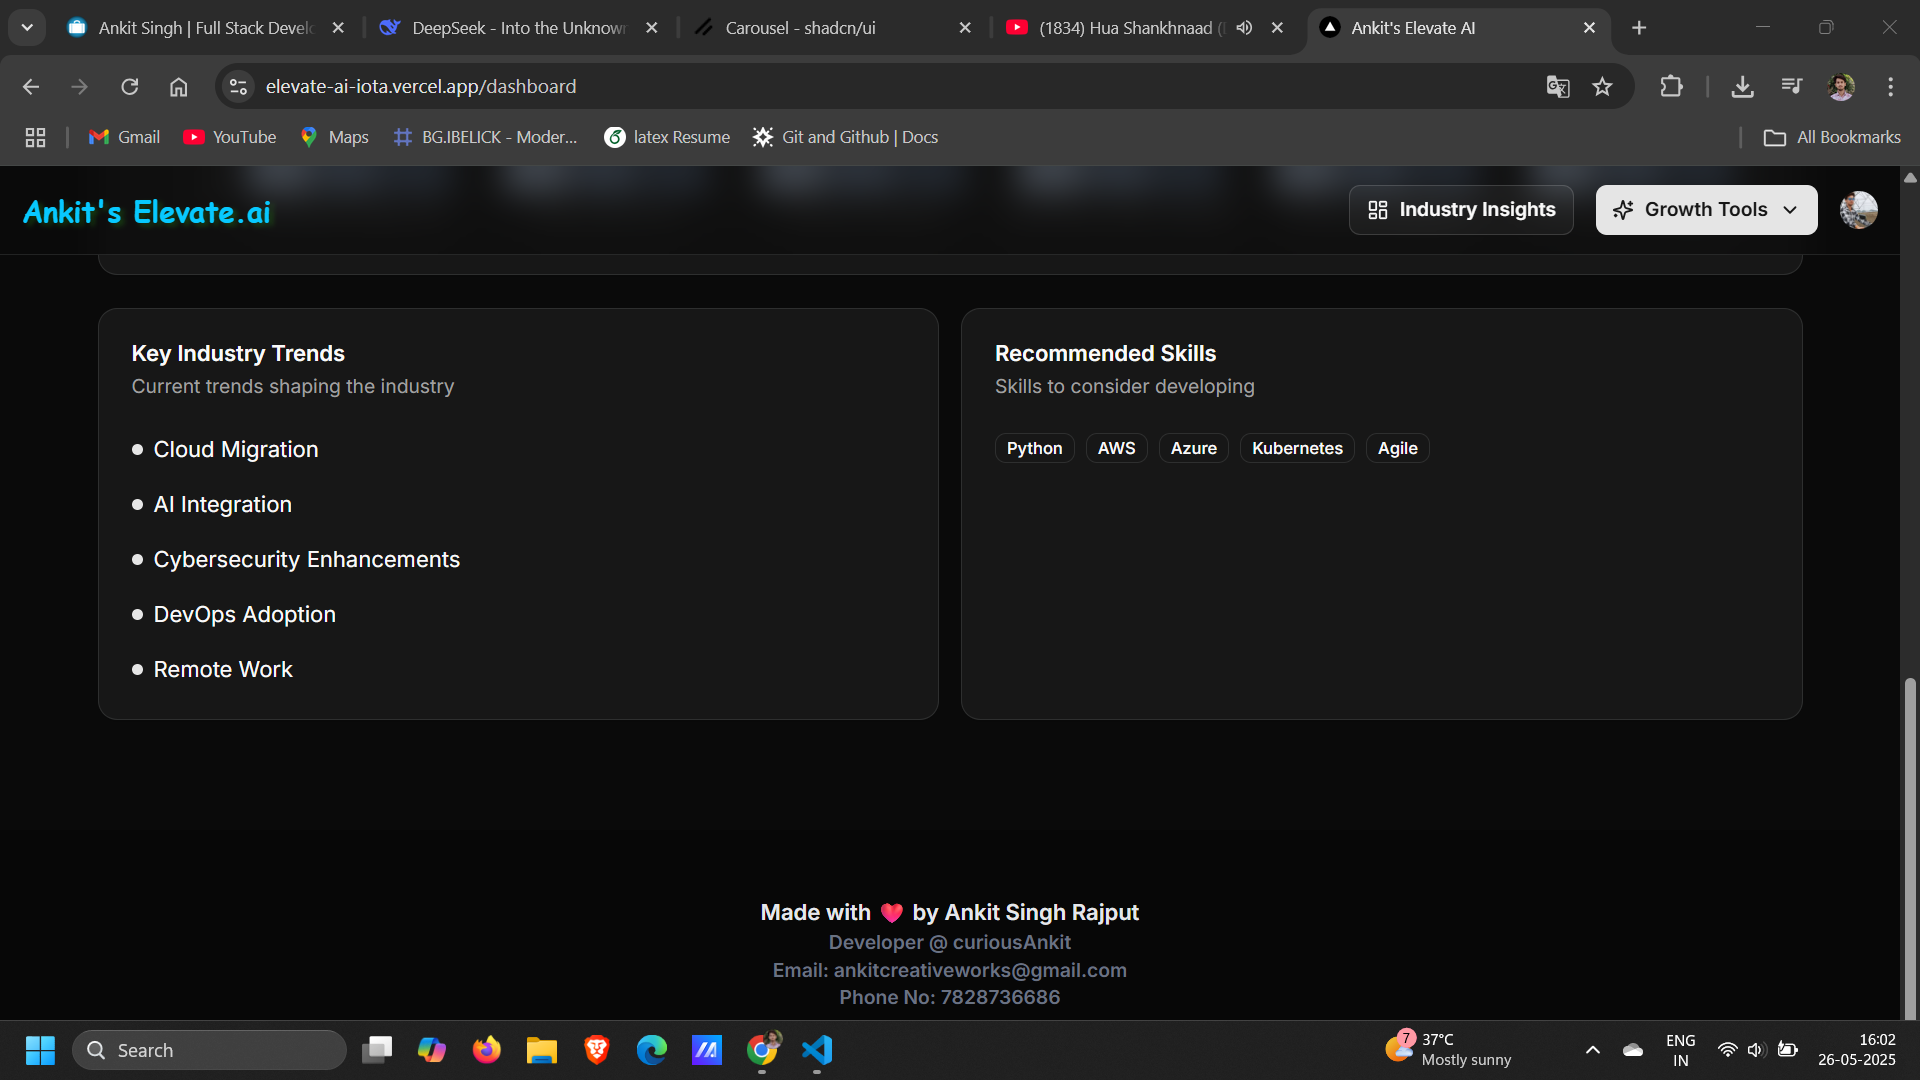 Ankit Singh | Full Stack Develo
DeepSeek - Into the Unknown
Carousel - shadcn/ui
(1834) Hua Shankhnaad (
Ankit's Elevate AI
elevate-ai-iota.vercel.app/dashboard
Gmail
YouTube
Maps
BG.IBELICK - Moder...
latex Resume
Git and Github | Docs
All Bookmarks
Ankit's Elevate.ai
Industry Insights
Growth Tools
Key Industry Trends
Current trends shaping the industry
Cloud Migration
AI Integration
Cybersecurity Enhancements
DevOps Adoption
Remote Work
Recommended Skills
Skills to consider developing
Python
AWS
Azure
Kubernetes
Agile
Made with ❤️ by Ankit Singh Rajput
Developer @ curiousAnkit
Email: ankitcreativeworks@gmail.com
Phone No: 7828736686
Search
7
37°C
Mostly sunny
ENG
IN
16:02
26-05-2025